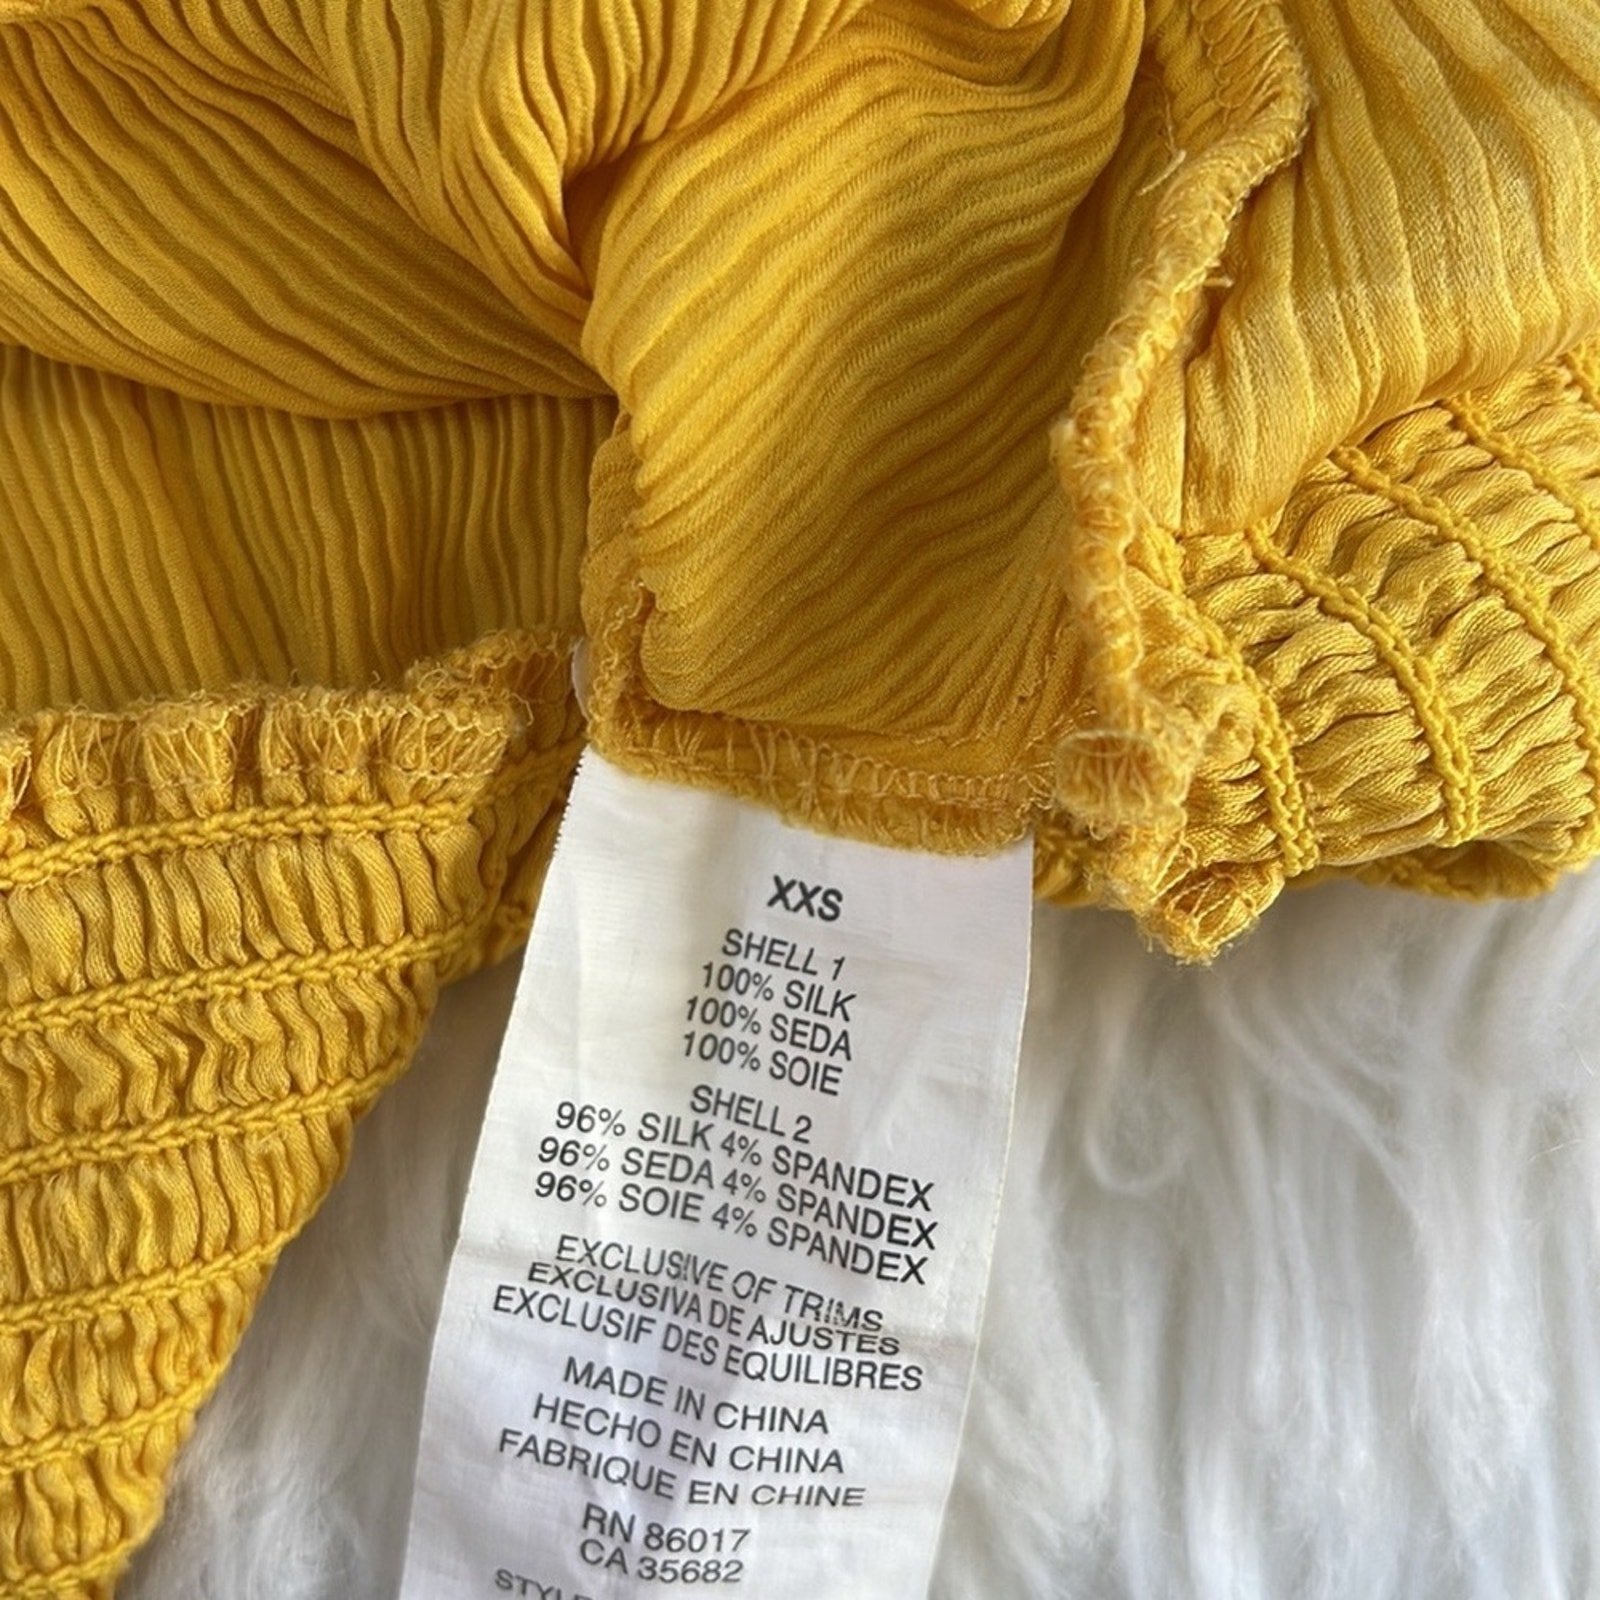 XXS
SHELL 1
100% SILK
100% SEDA
100% SOIE
SHELL 2
96% SILK 4% SPANDEX
96% SEDA 4% SPANDEX
96% SOIE 4% SPANDEX
EXCLUSIVE OF TRIMS
EXCLUSIVA DE AJUSTES
EXCLUSIF DES EQUILIBRES
MADE IN CHINA
HECHO EN CHINA
FABRIQUE EN CHINE
RN 86017
CA 35682
STYLE